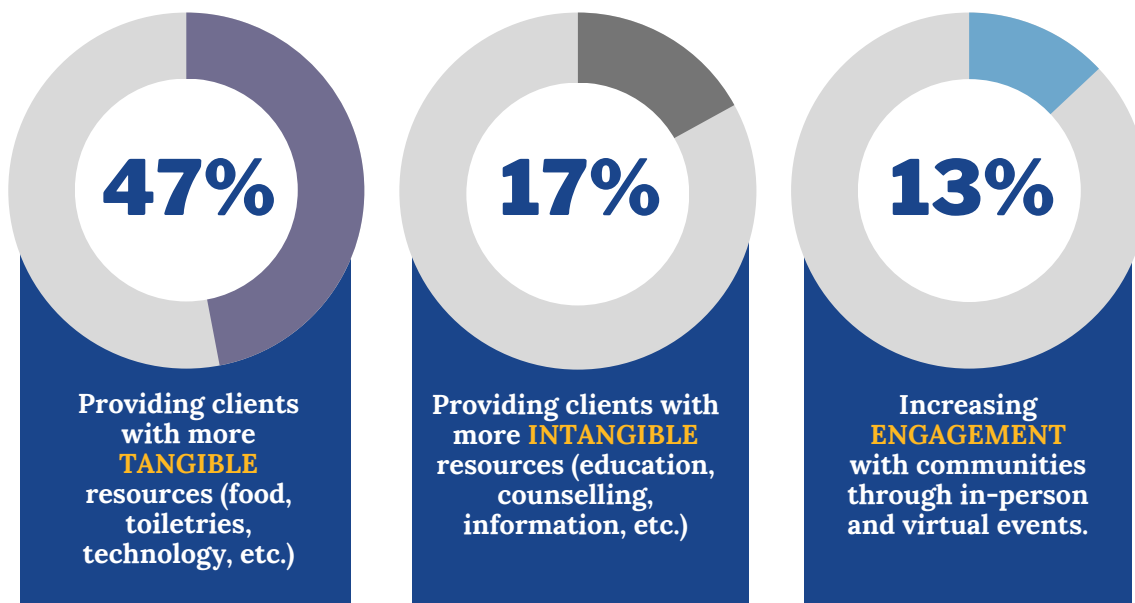 47%
Providing clients
with more
TANGIBLE
resources (food,
toiletries,
technology, etc.)
17%
Providing clients with
more INTANGIBLE
resources (education,
counselling,
information, etc.)
13%
Increasing
ENGAGEMENT
with communities
through in-person
and virtual events.